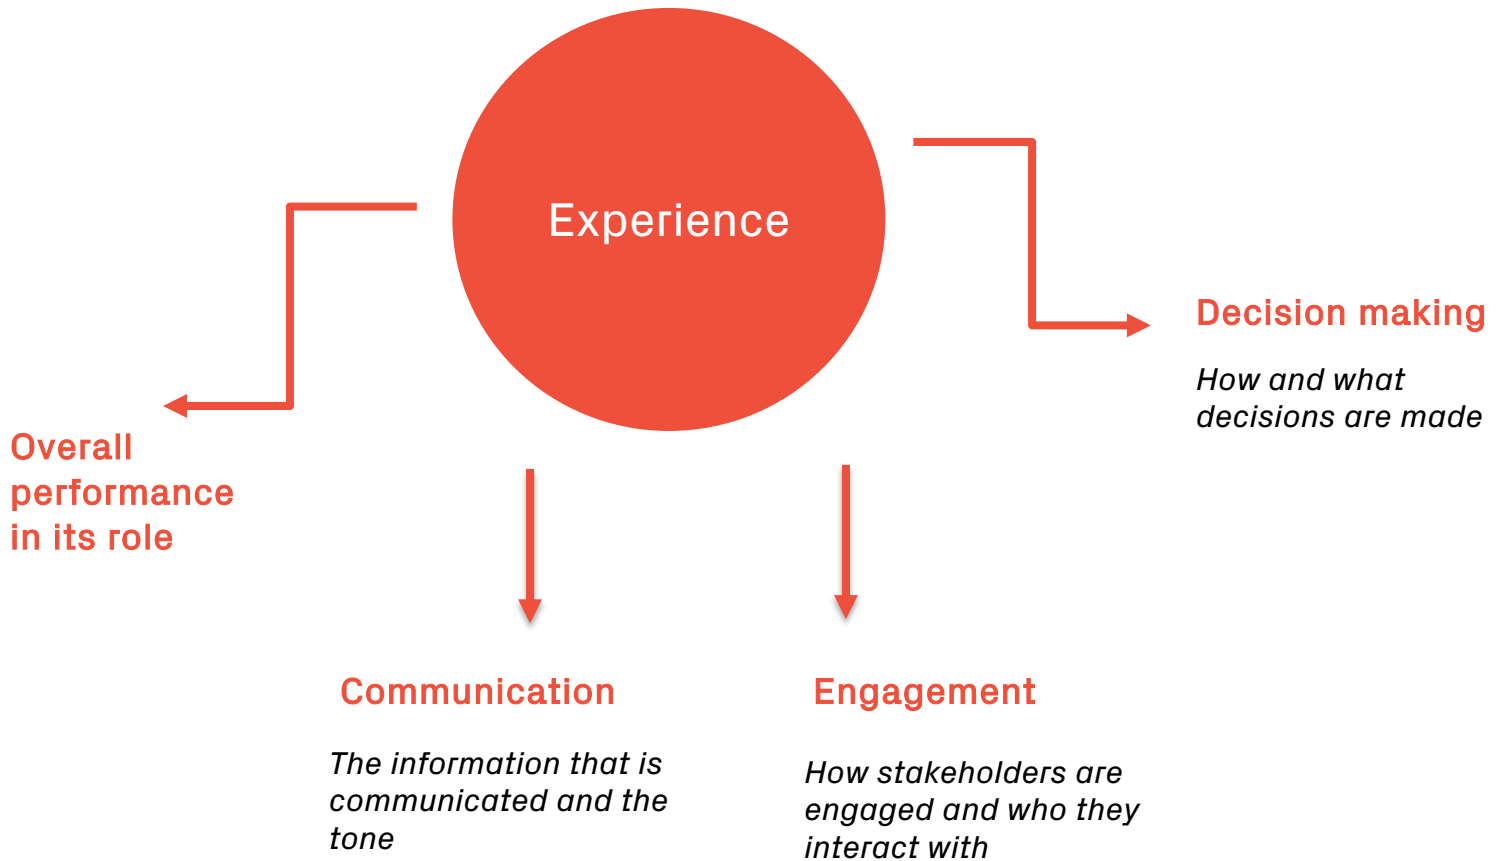 Experience
Decision making
How and what
decisions are made
Overall
performance
in its role
Communication
The information that is
communicated and the
tone
Engagement
How stakeholders are
engaged and who they
interact with